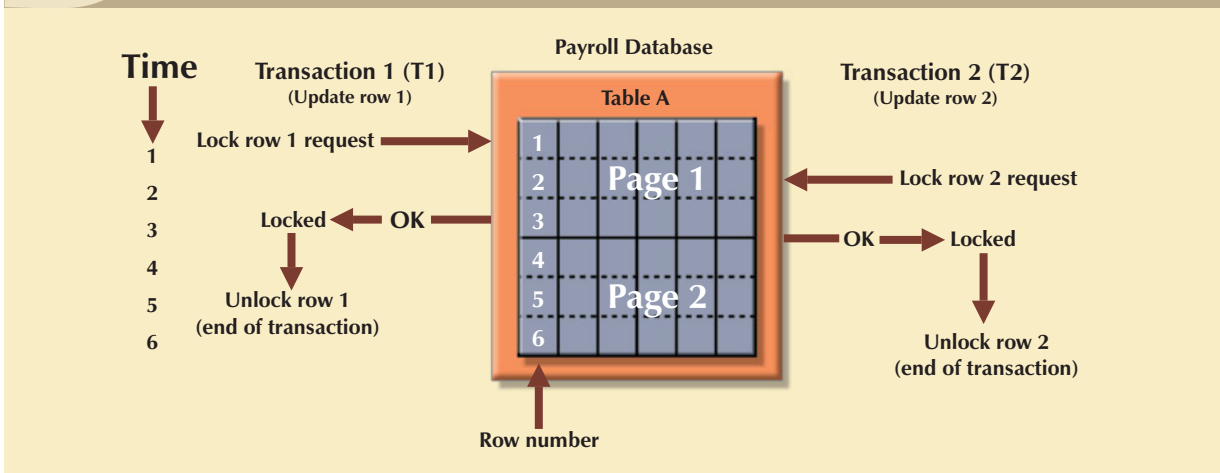 Payroll Database
Time
Transaction 1 (T1)
(Update row 1)
Table A
Transaction 2 (T2)
(Update row 2)
Lock row 1 request
Lock row 2 request
1
2
3
4
5
6
1
2
3
4
5
6
Page 1
Page 2
Locked
OK
OK
Locked
Unlock row 1
(end of transaction)
Unlock row 2
(end of transaction)
Row number